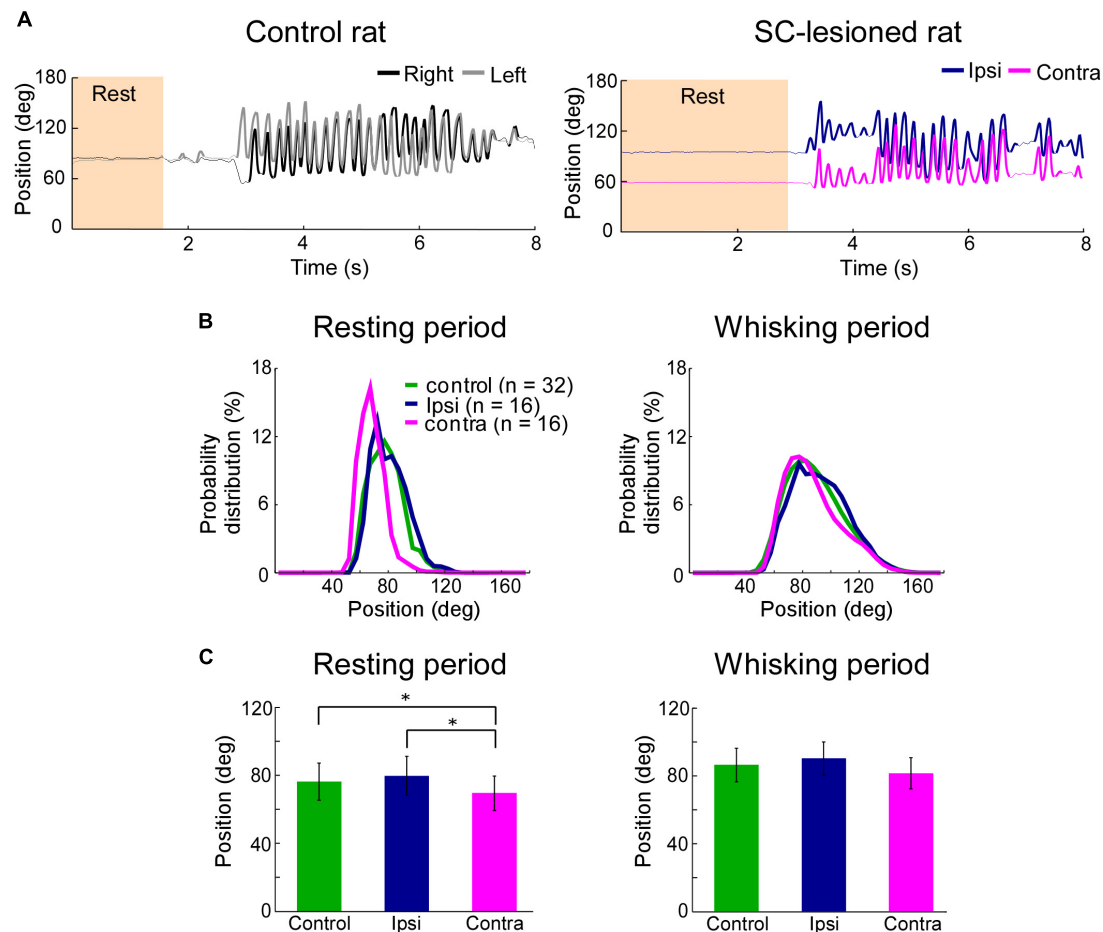 A
Control rat
SC-lesioned rat
Right Left
Ipsi Contra
180
120
60
0
Position (deg)
Rest
2 4 6 8
Time (s)
180
120
60
0
Position (deg)
Rest
2 4 6 8
Time (s)
B
Resting period
Whisking period
18
12
6
0
Probability
distribution (%)
control (n = 32)
Ipsi (n = 16)
contra (n = 16)
40 80 120 160
Position (deg)
18
12
6
0
Probability
distribution (%)
40 80 120 160
Position (deg)
C
Resting period
Whisking period
120
80
40
0
Position (deg)
*
*
Control Ipsi Contra
120
80
40
0
Position (deg)
Control Ipsi Contra